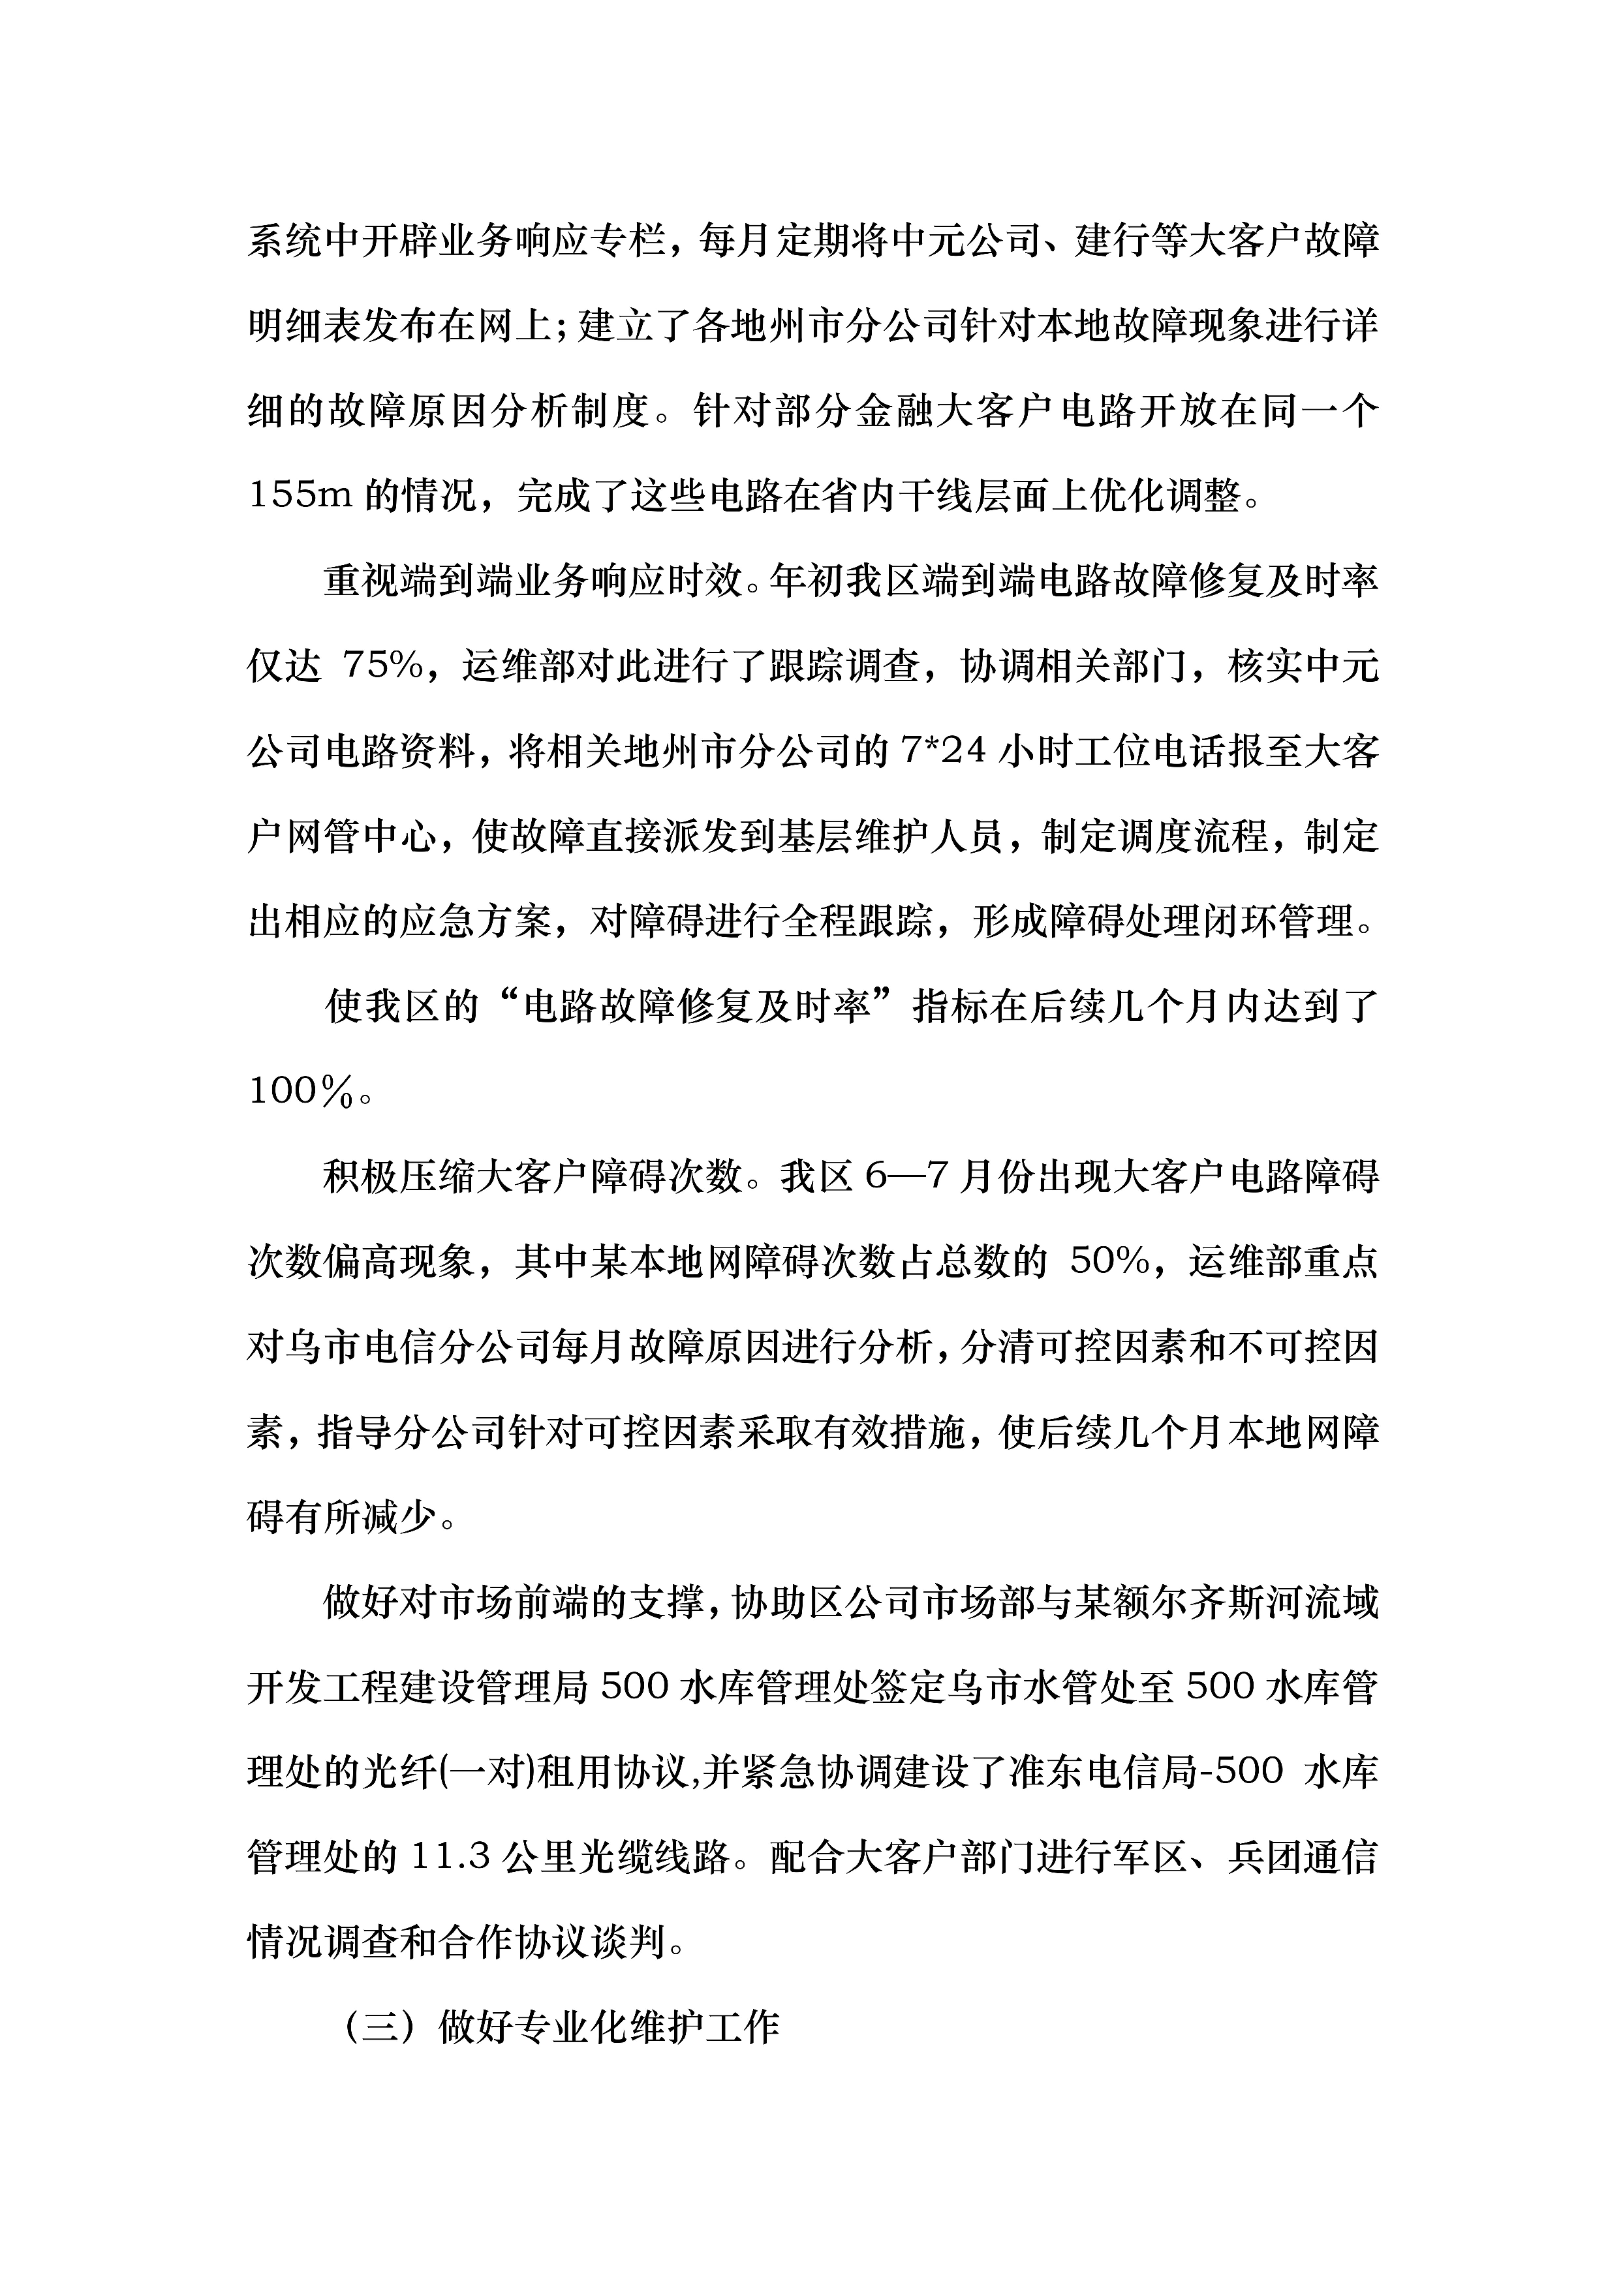 系统中开辟业务响应专栏，每月定期将中元公司、建行等大客户故障
明细表发布在网上；建立了各地州市分公司针对本地故障现象进行详
细的故障原因分析制度。针对部分金融大客户电路开放在同一个
155m 的情况，完成了这些电路在省内干线层面上优化调整。
重视端到端业务响应时效。年初我区端到端电路故障修复及时率
仅达 75%，运维部对此进行了跟踪调查，协调相关部门，核实中元
公司电路资料，将相关地州市分公司的 7*24 小时工位电话报至大客
户网管中心，使故障直接派发到基层维护人员，制定调度流程，制定
出相应的应急方案，对障碍进行全程跟踪，形成障碍处理闭环管理。
使我区的“电路故障修复及时率”指标在后续几个月内达到了
100％。
积极压缩大客户障碍次数。我区 6—7 月份出现大客户电路障碍
次数偏高现象，其中某本地网障碍次数占总数的 50%，运维部重点
对乌市电信分公司每月故障原因进行分析，分清可控因素和不可控因
素，指导分公司针对可控因素采取有效措施，使后续几个月本地网障
碍有所减少。
做好对市场前端的支撑，协助区公司市场部与某额尔齐斯河流域
开发工程建设管理局 500 水库管理处签定乌市水管处至 500 水库管
理处的光纤(一对)租用协议,并紧急协调建设了准东电信局-500 水库
管理处的 11.3 公里光缆线路。配合大客户部门进行军区、兵团通信
情况调查和合作协议谈判。
（三）做好专业化维护工作